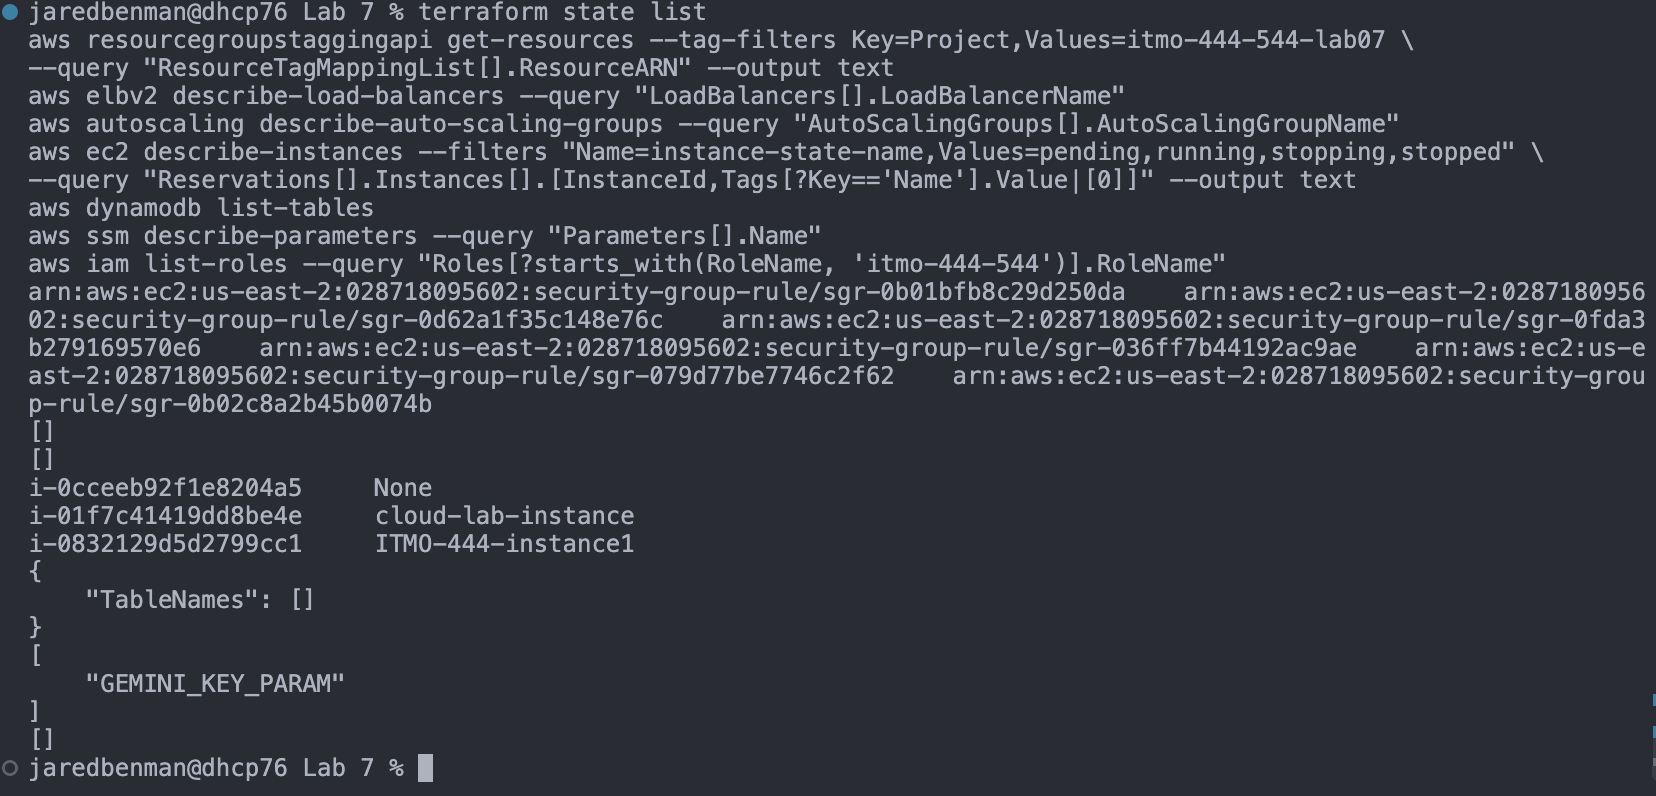 jaredbenman@dhcp76 Lab 7 % terraform state list
aws resourcegroupstaggingapi get-resources --tag-filters Key=Project,Values=itmo-444-544-lab07 \
--query "ResourceTagMappingList[].ResourceARN" --output text
aws elbv2 describe-load-balancers --query "LoadBalancers[].LoadBalancerName"
aws autoscaling describe-auto-scaling-groups --query "AutoScalingGroups[].AutoScalingGroupName"
aws ec2 describe-instances --filters "Name=instance-state-name,Values=pending,running,stopping,stopped" \
--query "Reservations[].Instances[].[InstanceId,Tags[?Key=='Name'].Value|[0]]" --output text
aws dynamodb list-tables
aws ssm describe-parameters --query "Parameters[].Name"
aws iam list-roles --query "Roles[?starts_with(RoleName, 'itmo-444-544')].RoleName"
arn:aws:ec2:us-east-2:028718095602:security-group-rule/sgr-0b01bfb8c29d250da    arn:aws:ec2:us-east-2:0287180956
02:security-group-rule/sgr-0d62a1f35c148e76c    arn:aws:ec2:us-east-2:028718095602:security-group-rule/sgr-0fda3
b279169570e6    arn:aws:ec2:us-east-2:028718095602:security-group-rule/sgr-036ff7b44192ac9ae    arn:aws:ec2:us-e
ast-2:028718095602:security-group-rule/sgr-079d77be7746c2f62    arn:aws:ec2:us-east-2:028718095602:security-grou
p-rule/sgr-0b02c8a2b45b0074b
[]
[]
i-0cceeb92f1e8204a5     None
i-01f7c41419dd8be4e     cloud-lab-instance
i-0832129d5d2799cc1     ITMO-444-instance1
{
    "TableNames": []
}
[
    "GEMINI_KEY_PARAM"
]
[]
jaredbenman@dhcp76 Lab 7 %